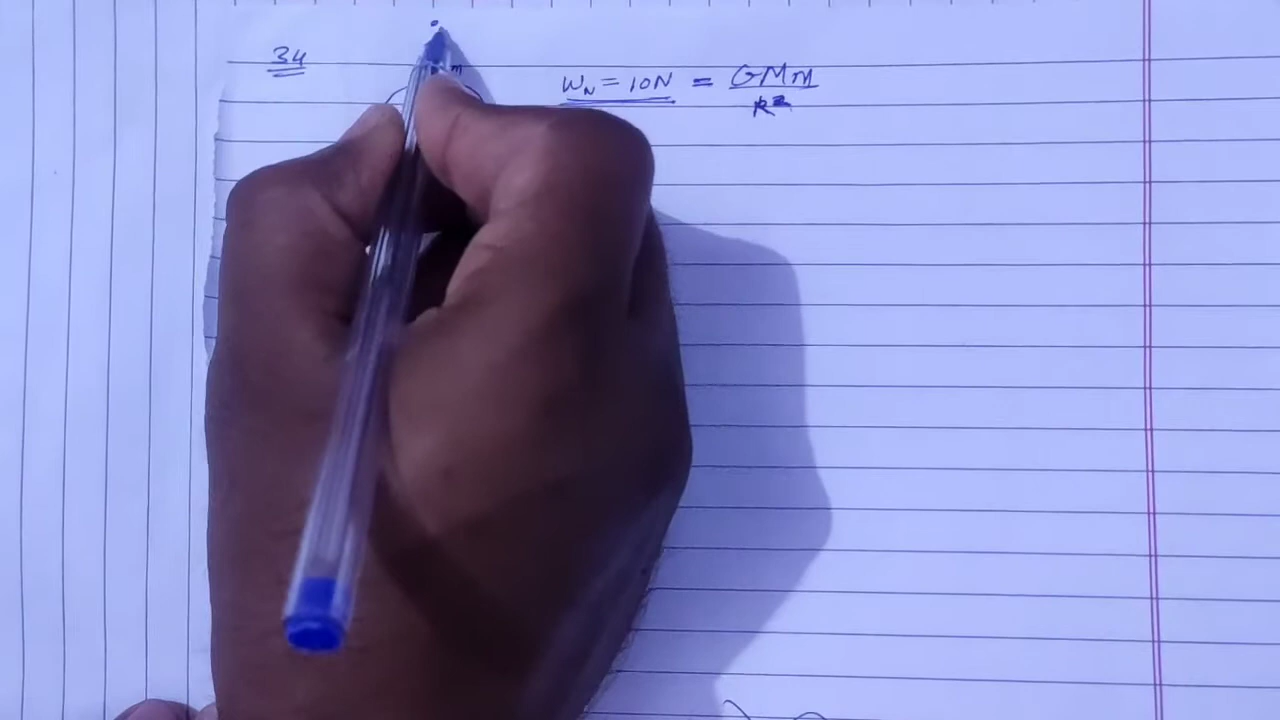 34
m
W_N = 10N = GMm / R²